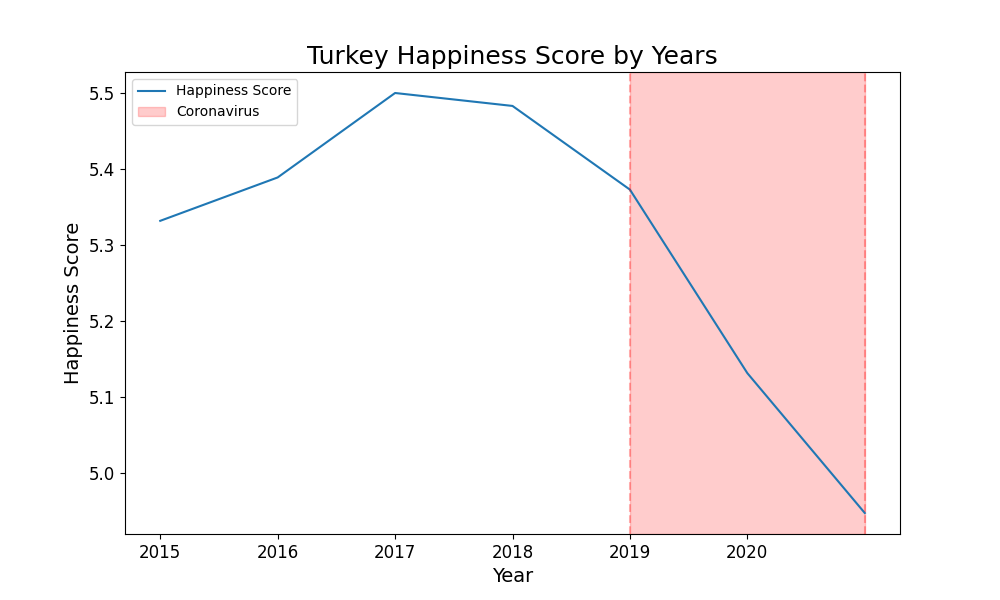 Turkey Happiness Score by Years
Happiness Score
Coronavirus
5.5
5.4
5.3
5.2
5.1
5.0
Happiness Score
2015 2016 2017 2018 2019 2020
Year